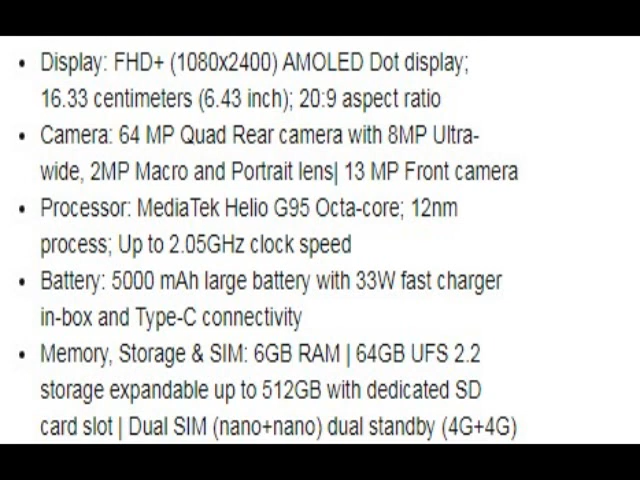 • Display: FHD+ (1080x2400) AMOLED Dot display;
16.33 centimeters (6.43 inch); 20:9 aspect ratio
• Camera: 64 MP Quad Rear camera with 8MP Ultra-
wide, 2MP Macro and Portrait lens| 13 MP Front camera
• Processor: MediaTek Helio G95 Octa-core; 12nm
process; Up to 2.05GHz clock speed
• Battery: 5000 mAh large battery with 33W fast charger
in-box and Type-C connectivity
• Memory, Storage & SIM: 6GB RAM | 64GB UFS 2.2
storage expandable up to 512GB with dedicated SD
card slot | Dual SIM (nano+nano) dual standby (4G+4G)